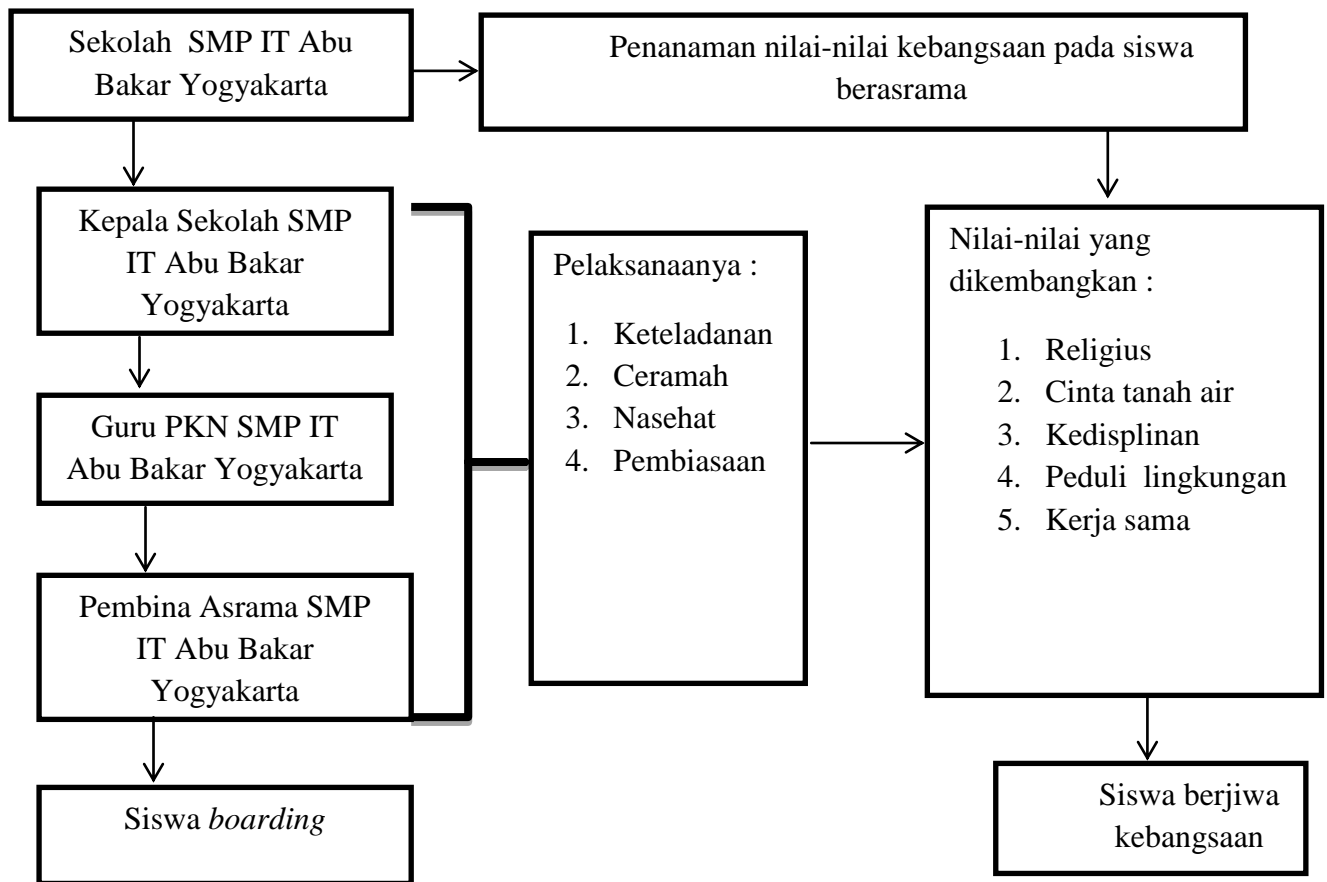 Sekolah SMP IT Abu
Bakar Yogyakarta
Penanaman nilai-nilai kebangsaan pada siswa
berasrama
Kepala Sekolah SMP
IT Abu Bakar
Yogyakarta
Guru PKN SMP IT
Abu Bakar Yogyakarta
Pembina Asrama SMP
IT Abu Bakar
Yogyakarta
Siswa boarding
Pelaksanaanya :
1. Keteladanan
2. Ceramah
3. Nasehat
4. Pembiasaan
Nilai-nilai yang
dikembangkan :
1. Religius
2. Cinta tanah air
3. Kedisplinan
4. Peduli lingkungan
5. Kerja sama
Siswa berjiwa
kebangsaan